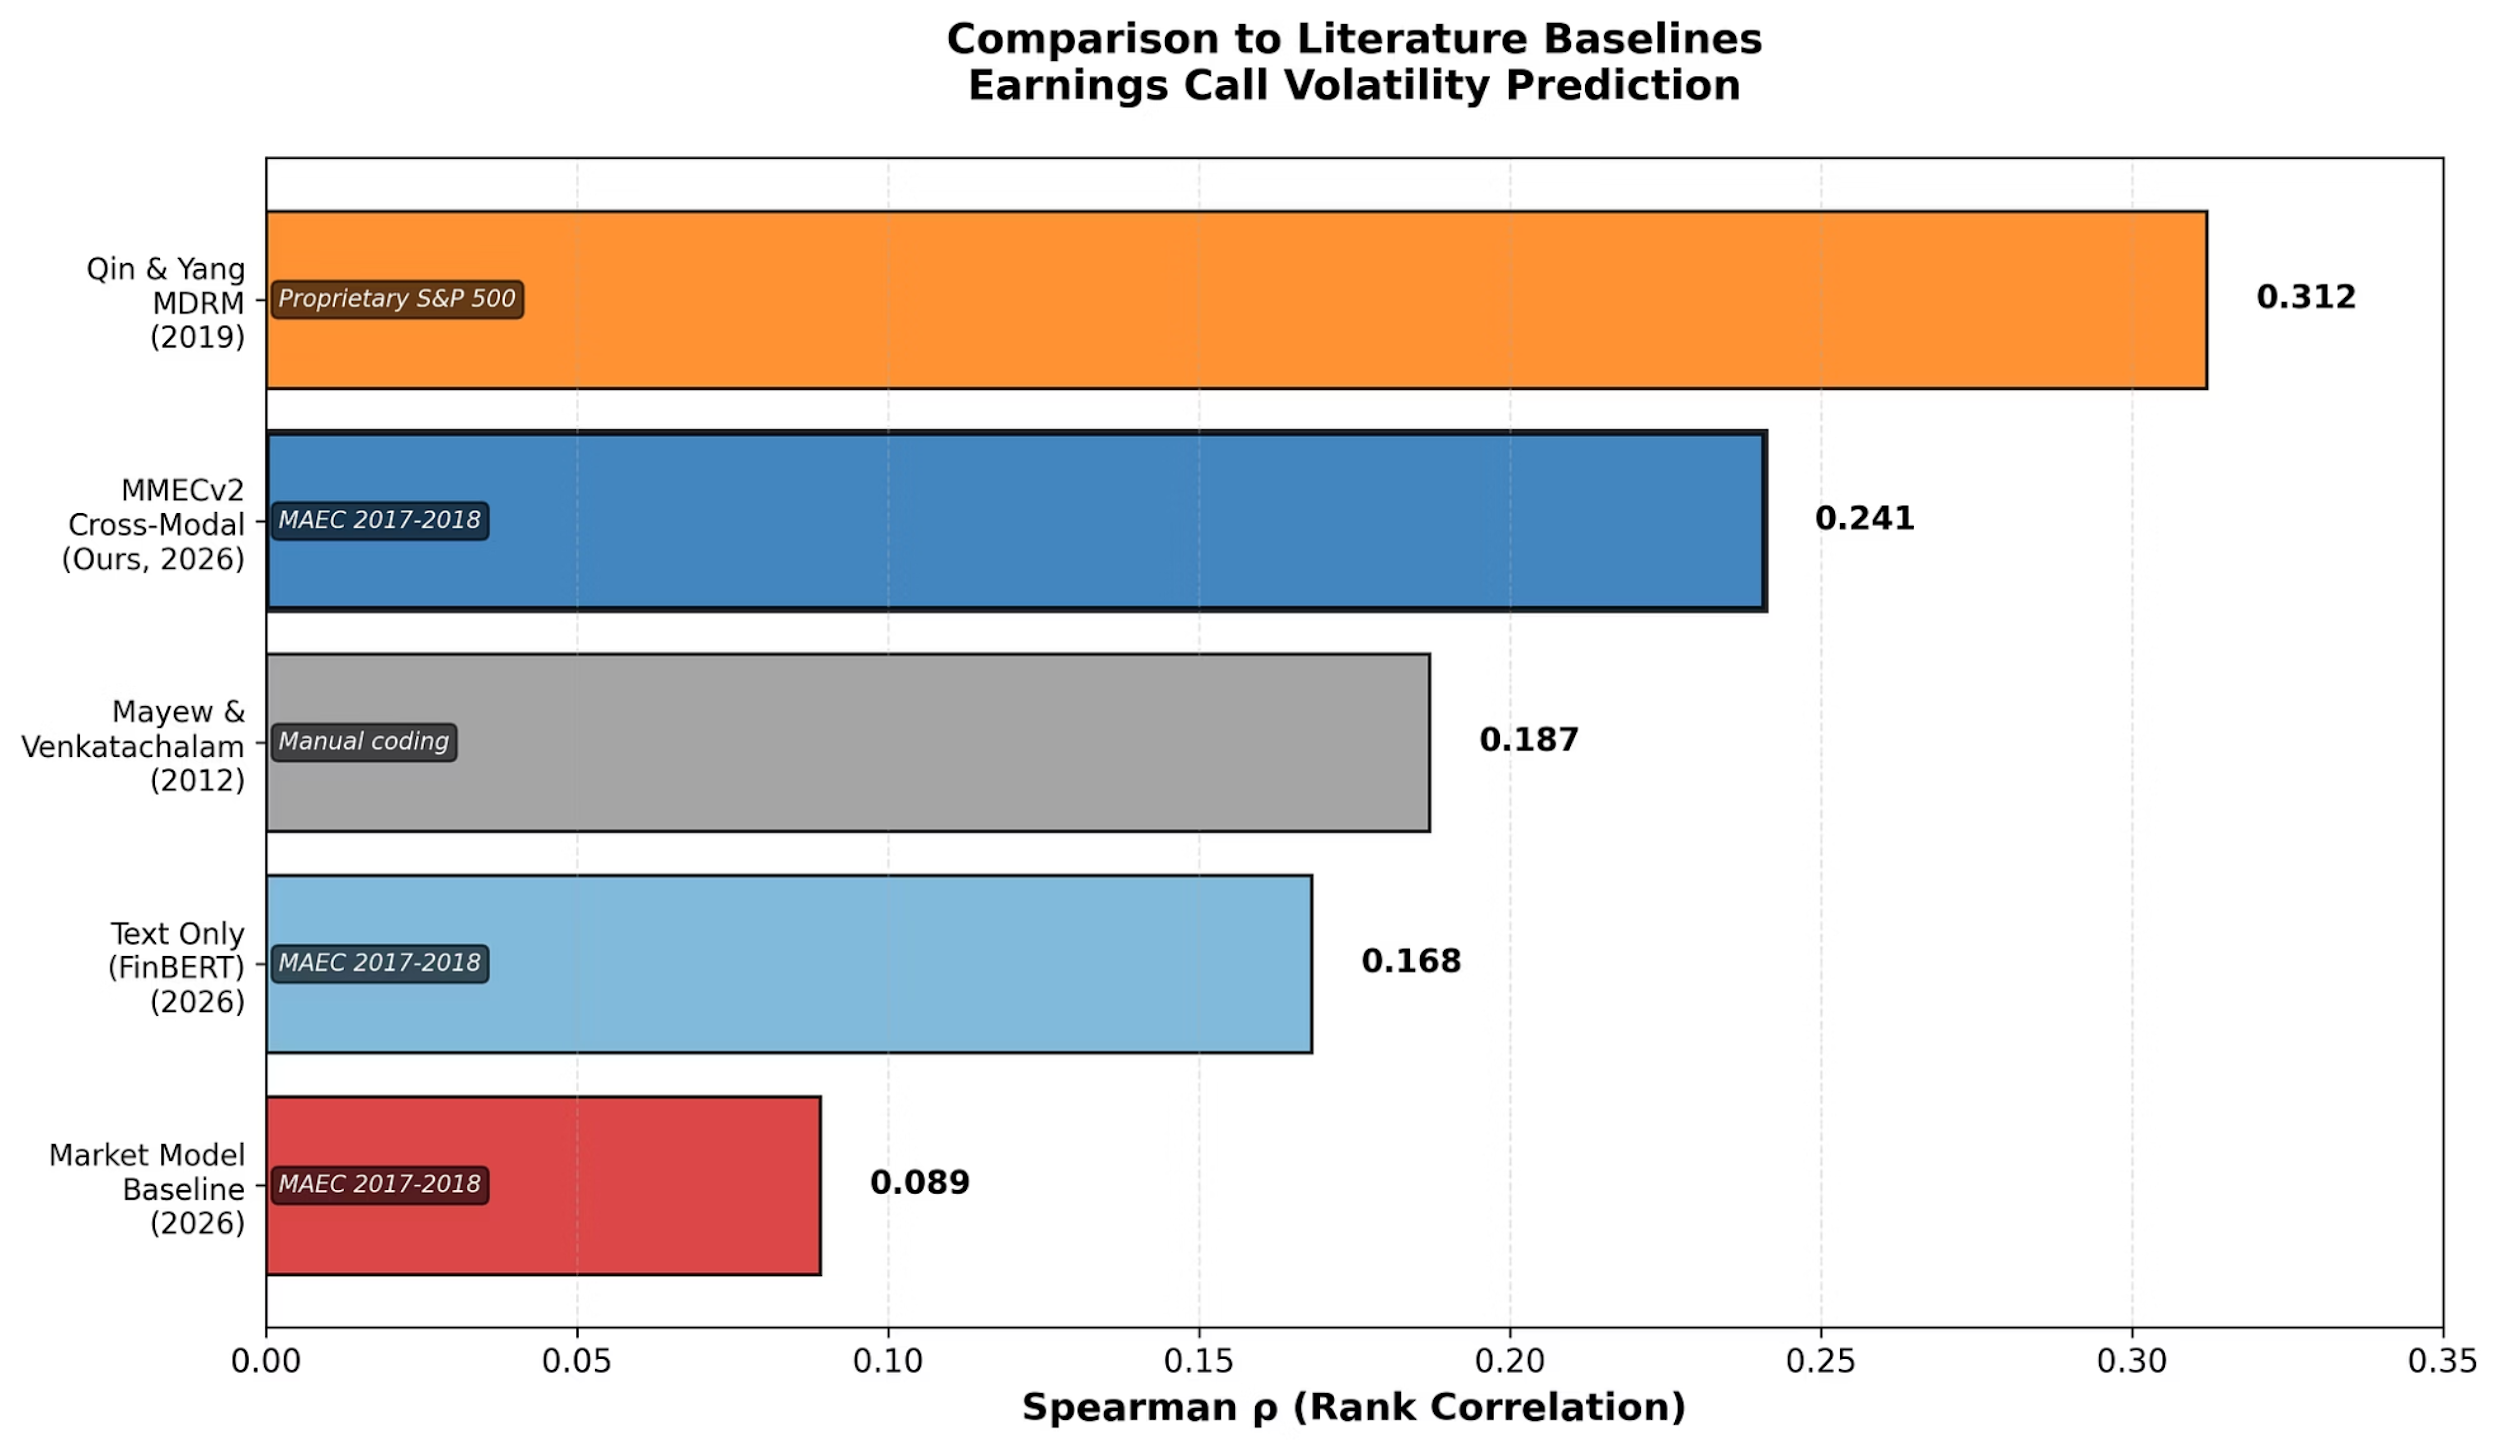 Comparison to Literature Baselines
Earnings Call Volatility Prediction
Qin & Yang
MDRM
(2019)
Proprietary S&P 500
0.312
MMECv2
Cross-Modal
(Ours, 2026)
MAEC 2017-2018
0.241
Mayew &
Venkatachalam
(2012)
Manual coding
0.187
Text Only
(FinBERT)
(2026)
MAEC 2017-2018
0.168
Market Model
Baseline
(2026)
MAEC 2017-2018
0.089
0.00 0.05 0.10 0.15 0.20 0.25 0.30 0.35
Spearman ρ (Rank Correlation)